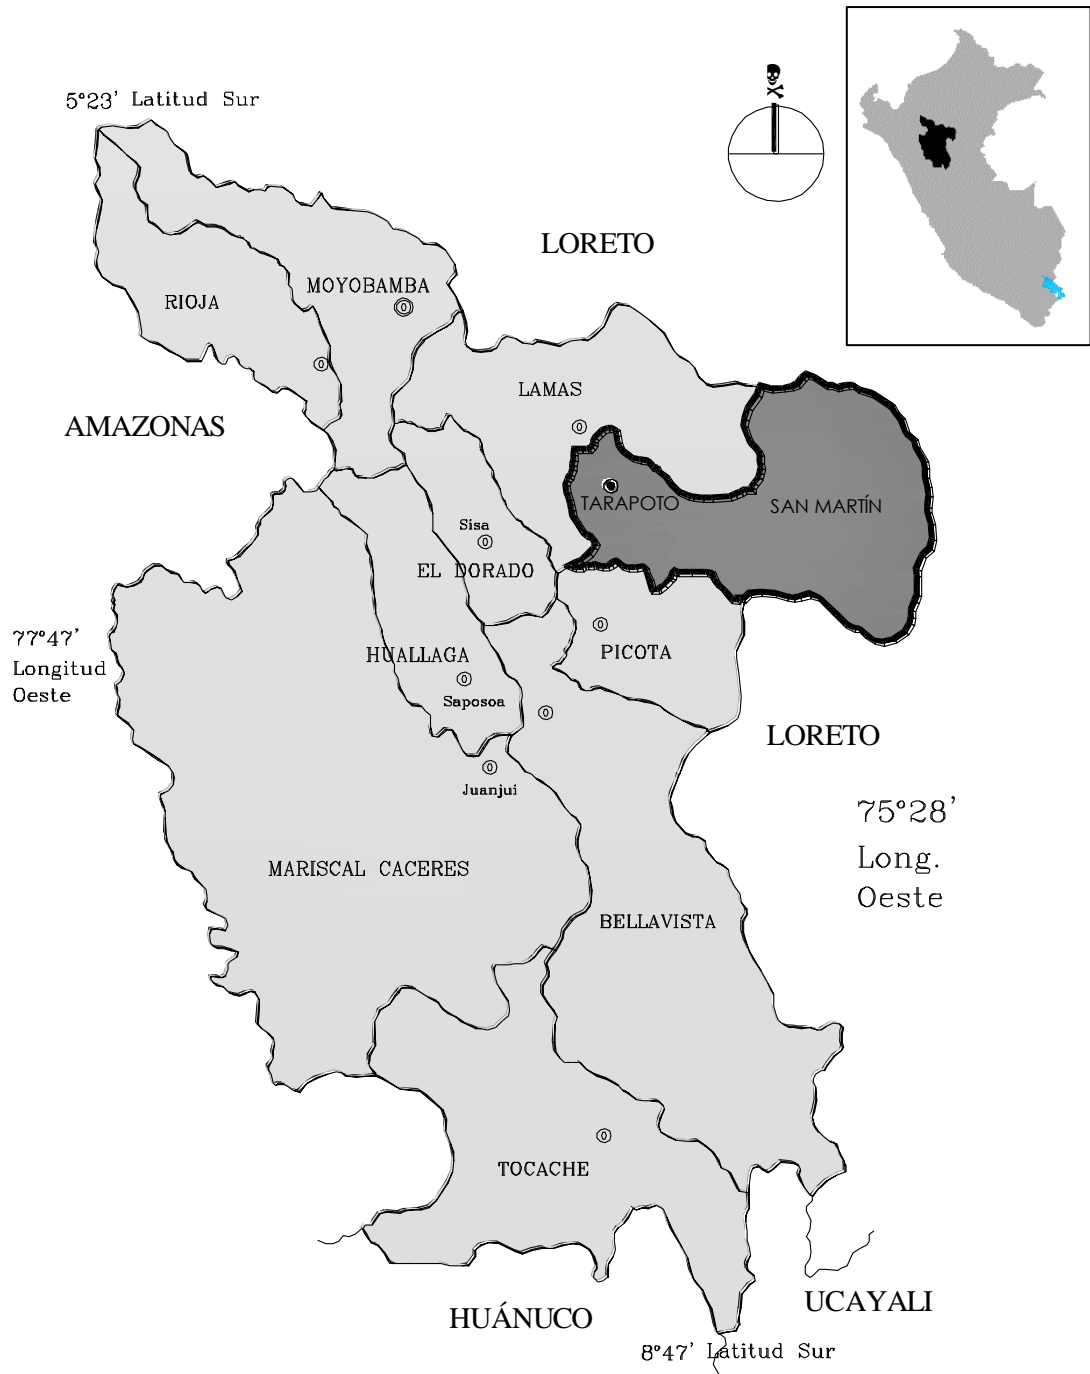 5°23' Latitud Sur
LORETO
MOYOBAMBA
RIOJA
LAMAS
AMAZONAS
TARAPOTO
SAN MARTÍN
Sisa
EL DORADO
77°47'
Longitud
Oeste
HUALLAGA
PICOTA
Saposoa
LORETO
Juanjui
75°28'
Long.
Oeste
MARISCAL CACERES
BELLAVISTA
TOCACHE
UCAYALI
HUÁNUCO
8°47' Latitud Sur